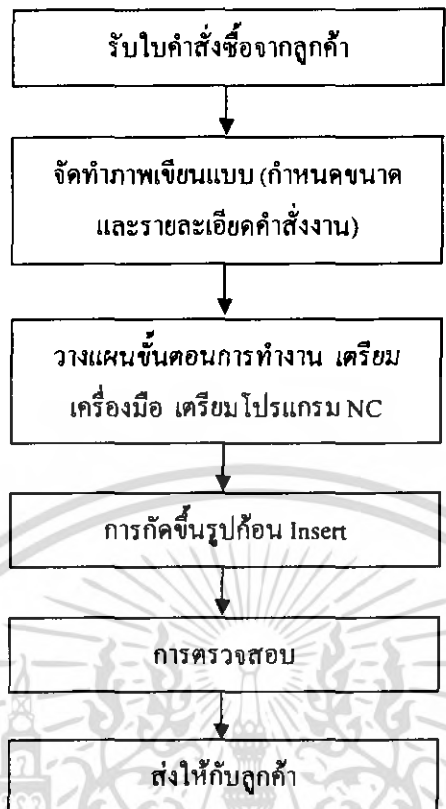 รับใบคำสั่งซื้อจากลูกค้า
จัดทำภาพเขียนแบบ (กำหนดขนาด
และรายละเอียดคำสั่งงาน)
วางแผนขั้นตอนการทำงาน เตรียม
เครื่องมือ เตรียมโปรแกรม NC
การกัดขึ้นรูปก้อน Insert
การตรวจสอบ
ส่งให้กับลูกค้า